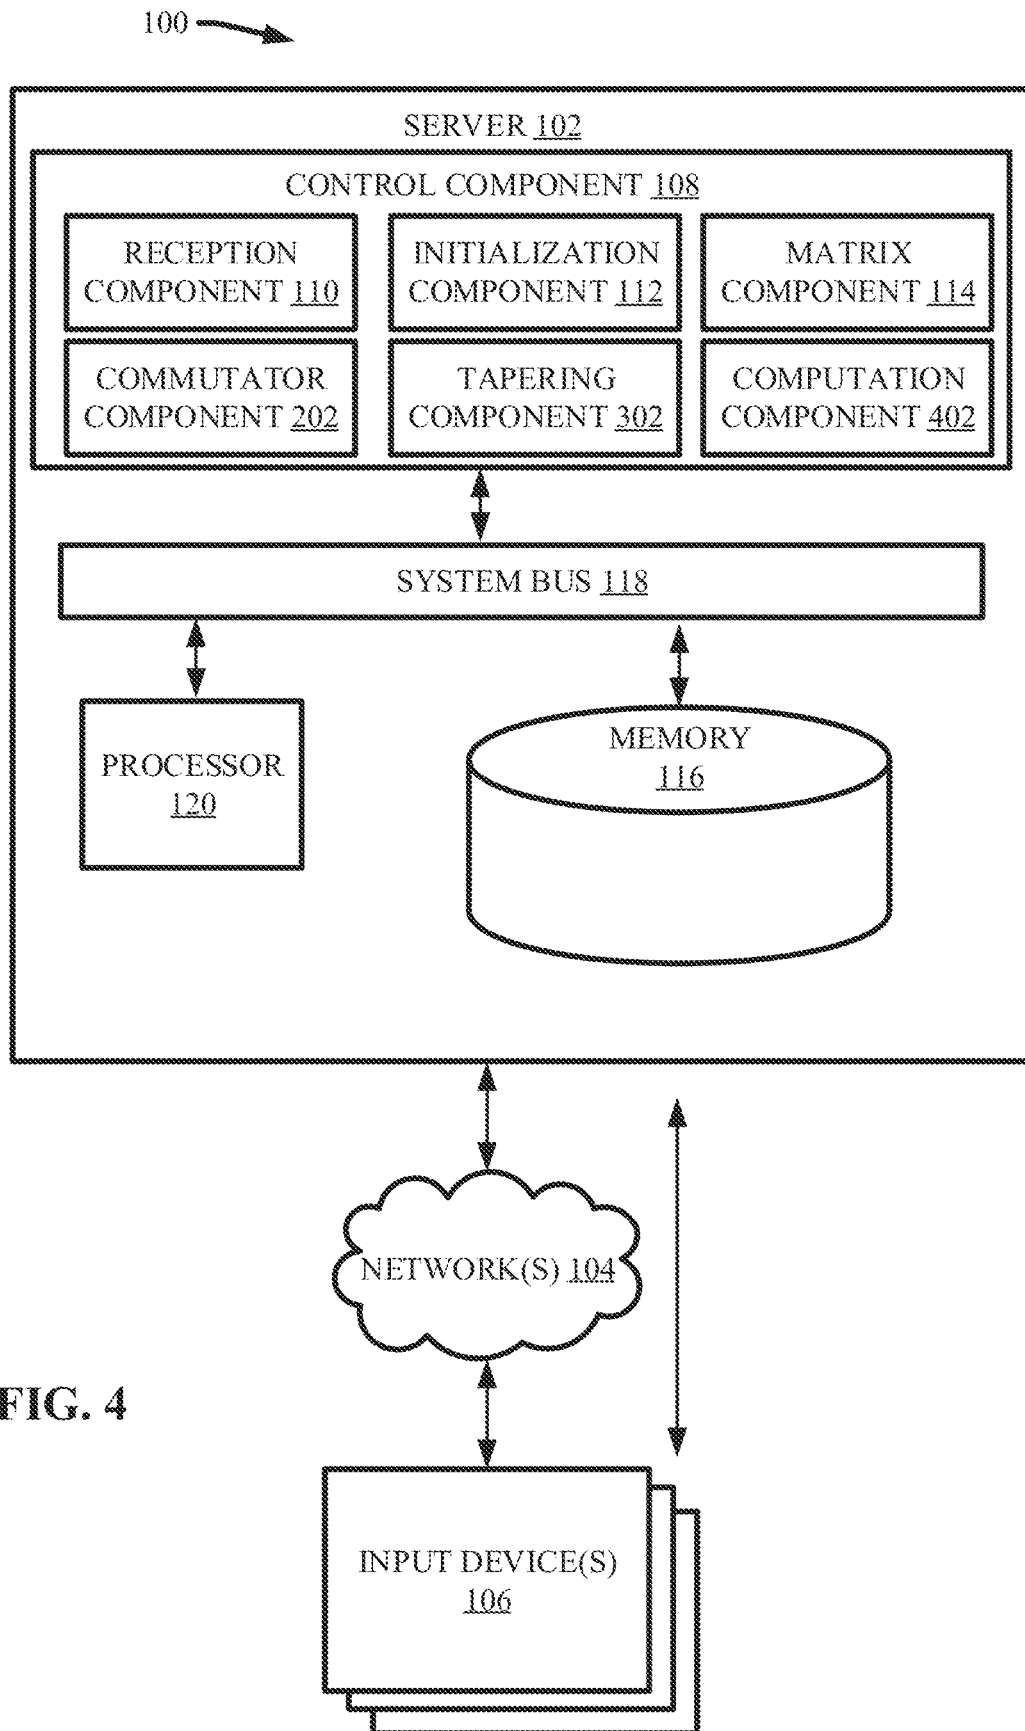 100
SERVER 102
CONTROL COMPONENT 108
RECEPTION
COMPONENT 110
INITIALIZATION
COMPONENT 112
MATRIX
COMPONENT 114
COMMUTATOR
COMPONENT 202
TAPERING
COMPONENT 302
COMPUTATION
COMPONENT 402
SYSTEM BUS 118
PROCESSOR
120
MEMORY
116
NETWORK(S) 104
FIG. 4
INPUT DEVICE(S)
106